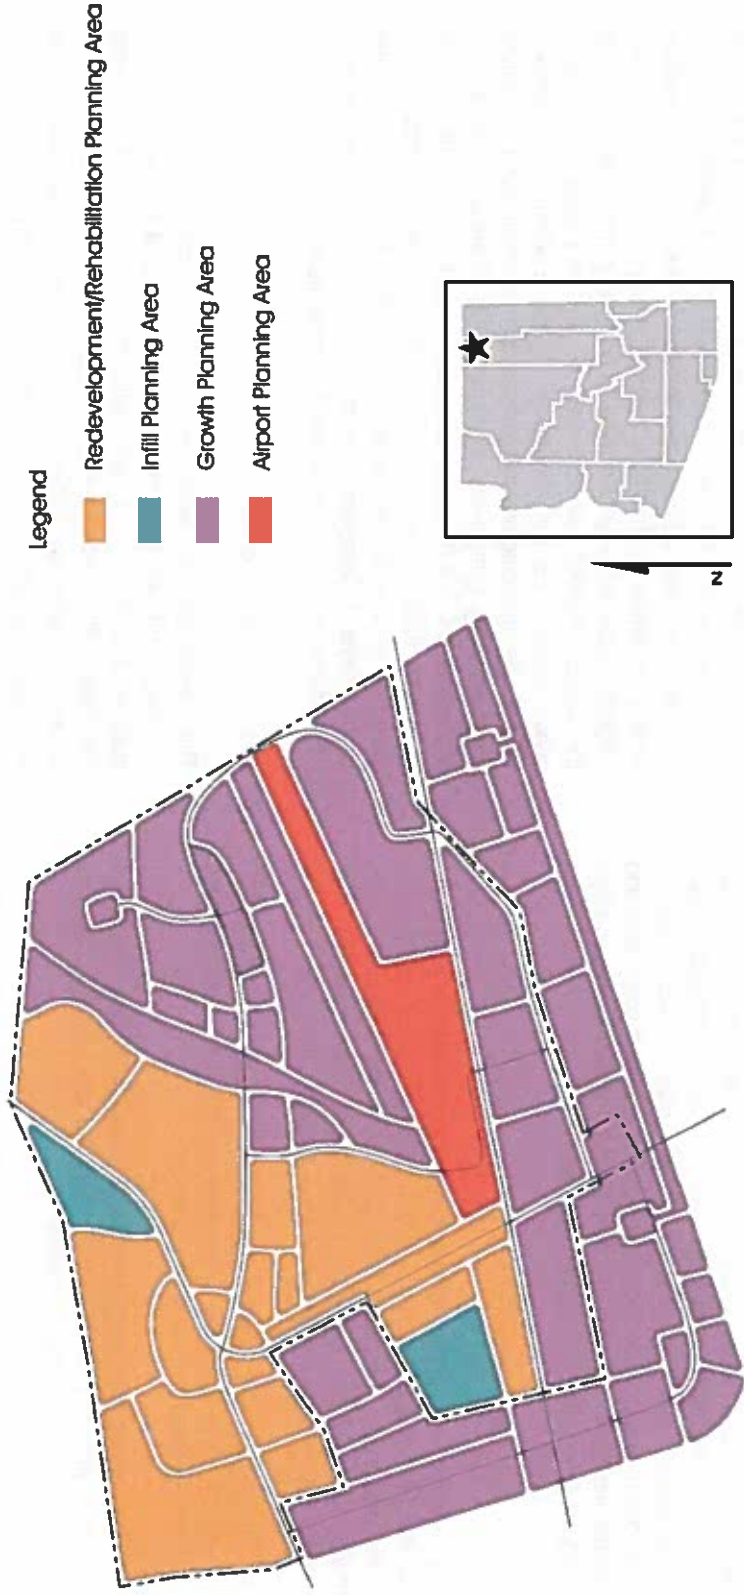 Legend
Redevelopment/Rehabilitation Planning Area
Infill Planning Area
Growth Planning Area
Airport Planning Area
N